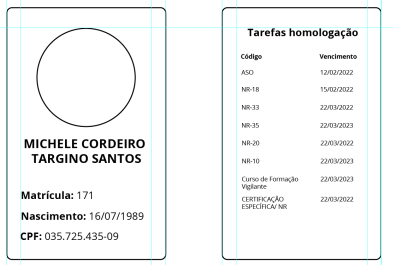 MICHELE CORDEIRO
TARGINO SANTOS
Matrícula: 171
Nascimento: 16/07/1989
CPF: 035.725.435-09
Tarefas homologação
Código Vencimento
ASO 12/02/2022
NR-18 15/02/2022
NR-33 22/03/2022
NR-35 22/03/2023
NR-20 22/03/2022
NR-10 22/03/2023
Curso de Formação 22/03/2023
Vigilante
CERTIFICAÇÃO 22/03/2022
ESPECÍFICA/ NR